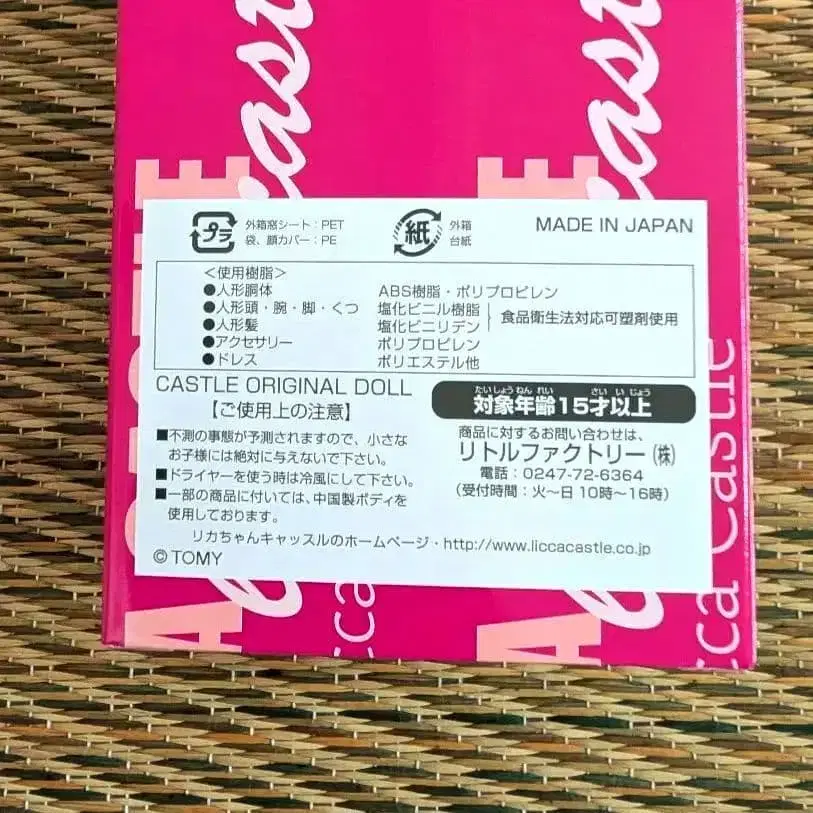 プラ
外箱窓シート：PET
袋、顔カバー：PE
紙
外箱
台紙
MADE IN JAPAN
＜使用樹脂＞
●人形胴体 ABS樹脂・ポリプロピレン
●人形頭・腕・脚・くつ 塩化ビニル樹脂
●人形髪 塩化ビニリデン
食品衛生法対応可塑剤使用
●アクセサリー ポリプロピレン
●ドレス ポリエステル他
CASTLE ORIGINAL DOLL
【ご使用上の注意】
■不測の事態が予測されますので、小さな
お子様には絶対に与えないで下さい。
■ドライヤーを使う時は冷風にして下さい。
■一部の商品に付いては、中国製ボディを
使用しております。
たいしょうねんれい さいいじょう
対象年齢15才以上
商品に対するお問い合わせは、
リトルファクトリー（株）
電話：0247-72-6364
（受付時間：火～日 10時～16時）
リカちゃんキャッスルのホームページ・http://www.liccacastle.co.jp
© TOMY
cca Castle